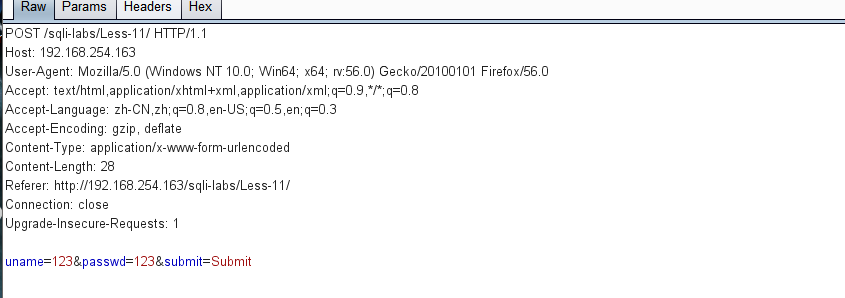 Raw Params Headers Hex
POST /sqli-labs/Less-11/ HTTP/1.1
Host: 192.168.254.163
User-Agent: Mozilla/5.0 (Windows NT 10.0; Win64; x64; rv:56.0) Gecko/20100101 Firefox/56.0
Accept: text/html,application/xhtml+xml,application/xml;q=0.9,*/*;q=0.8
Accept-Language: zh-CN,zh;q=0.8,en-US;q=0.5,en;q=0.3
Accept-Encoding: gzip, deflate
Content-Type: application/x-www-form-urlencoded
Content-Length: 28
Referer: http://192.168.254.163/sqli-labs/Less-11/
Connection: close
Upgrade-Insecure-Requests: 1
uname=123&passwd=123&submit=Submit